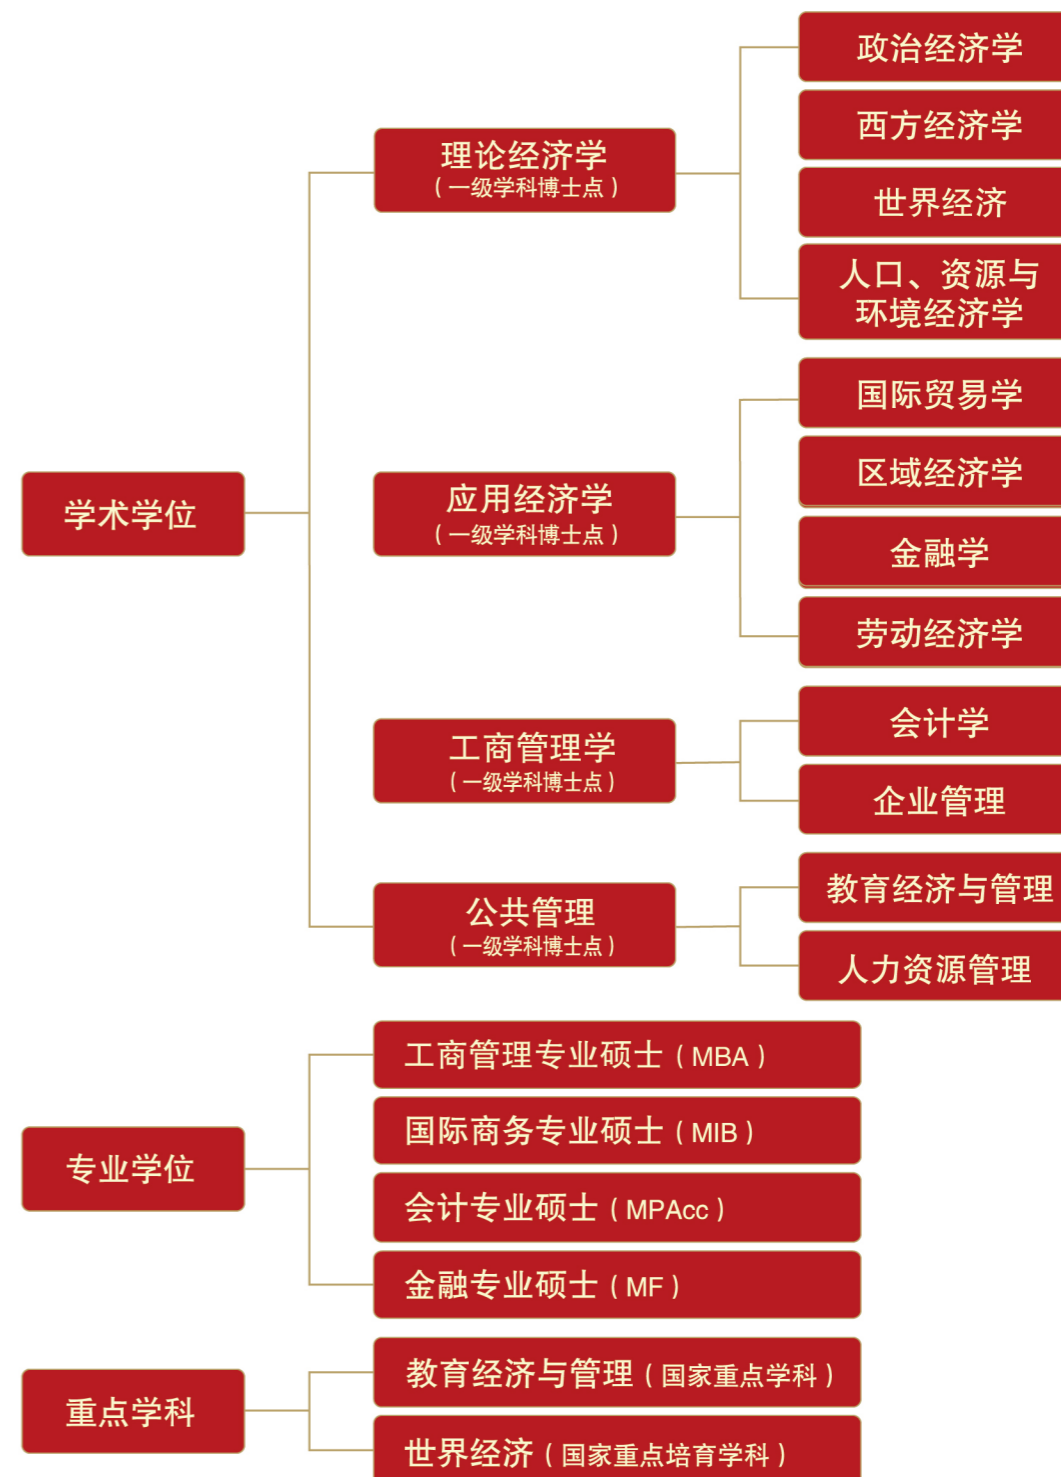 学术学位
理论经济学
（一级学科博士点）
政治经济学
西方经济学
世界经济
人口、资源与
环境经济学
应用经济学
（一级学科博士点）
国际贸易学
区域经济学
金融学
劳动经济学
工商管理学
（一级学科博士点）
会计学
企业管理
公共管理
（一级学科博士点）
教育经济与管理
人力资源管理
专业学位
工商管理专业硕士（MBA）
国际商务专业硕士（MIB）
会计专业硕士（MPAcc）
金融专业硕士（MF）
重点学科
教育经济与管理（国家重点学科）
世界经济（国家重点培育学科）